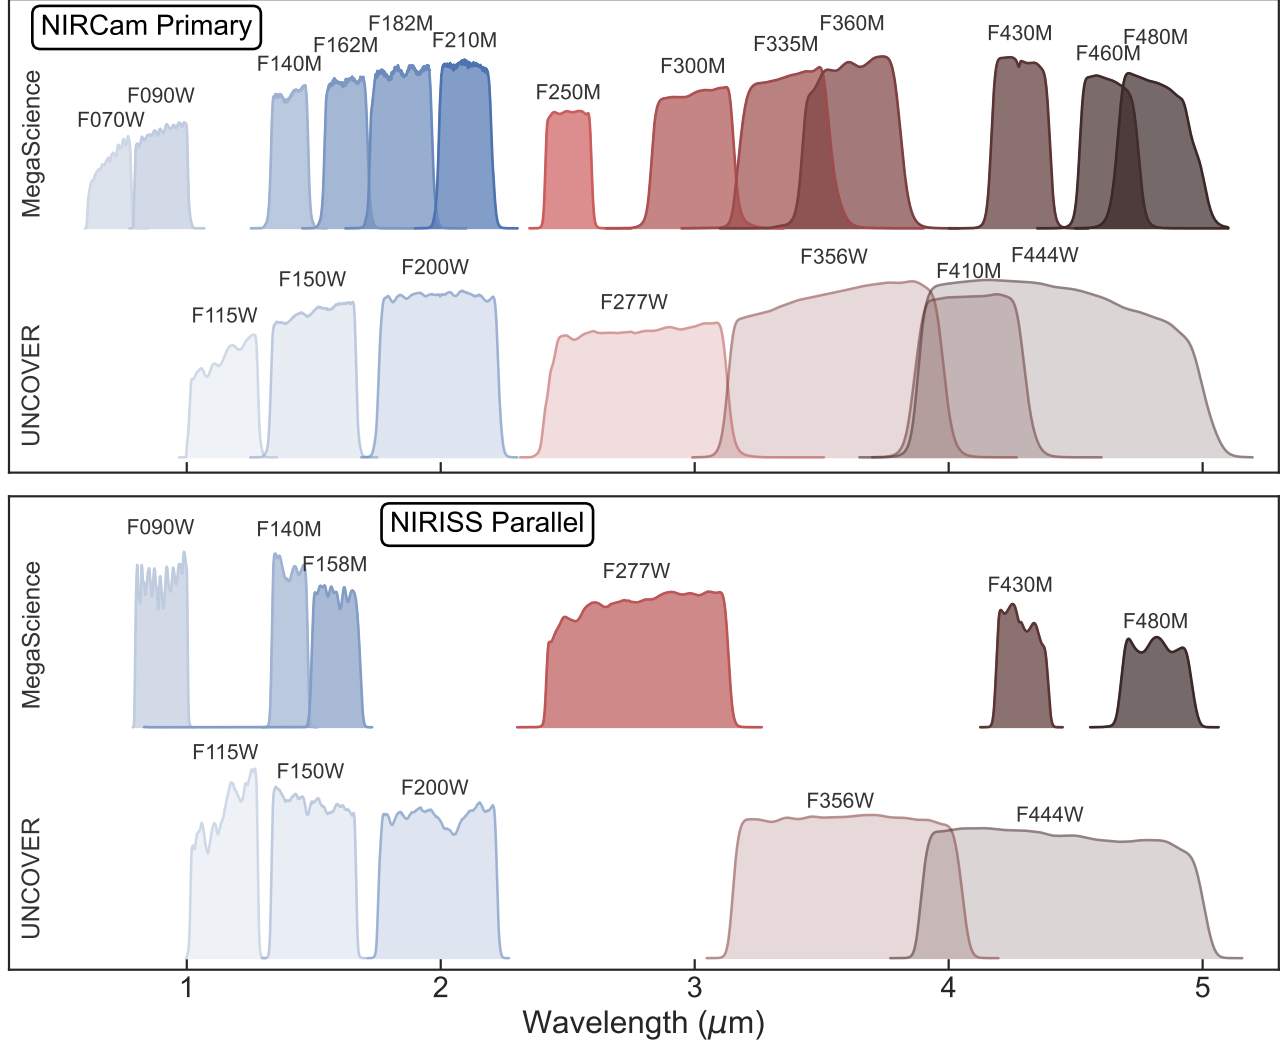 NIRCam Primary
MegaScience
F070W
F090W
F140M
F162M
F182M
F210M
F250M
F300M
F335M
F360M
F430M
F460M
F480M
UNCOVER
F115W
F150W
F200W
F277W
F356W
F410M
F444W
NIRISS Parallel
MegaScience
F090W
F140M
F158M
F277W
F430M
F480M
UNCOVER
F115W
F150W
F200W
F356W
F444W
1 2 3 4 5
Wavelength (μm)